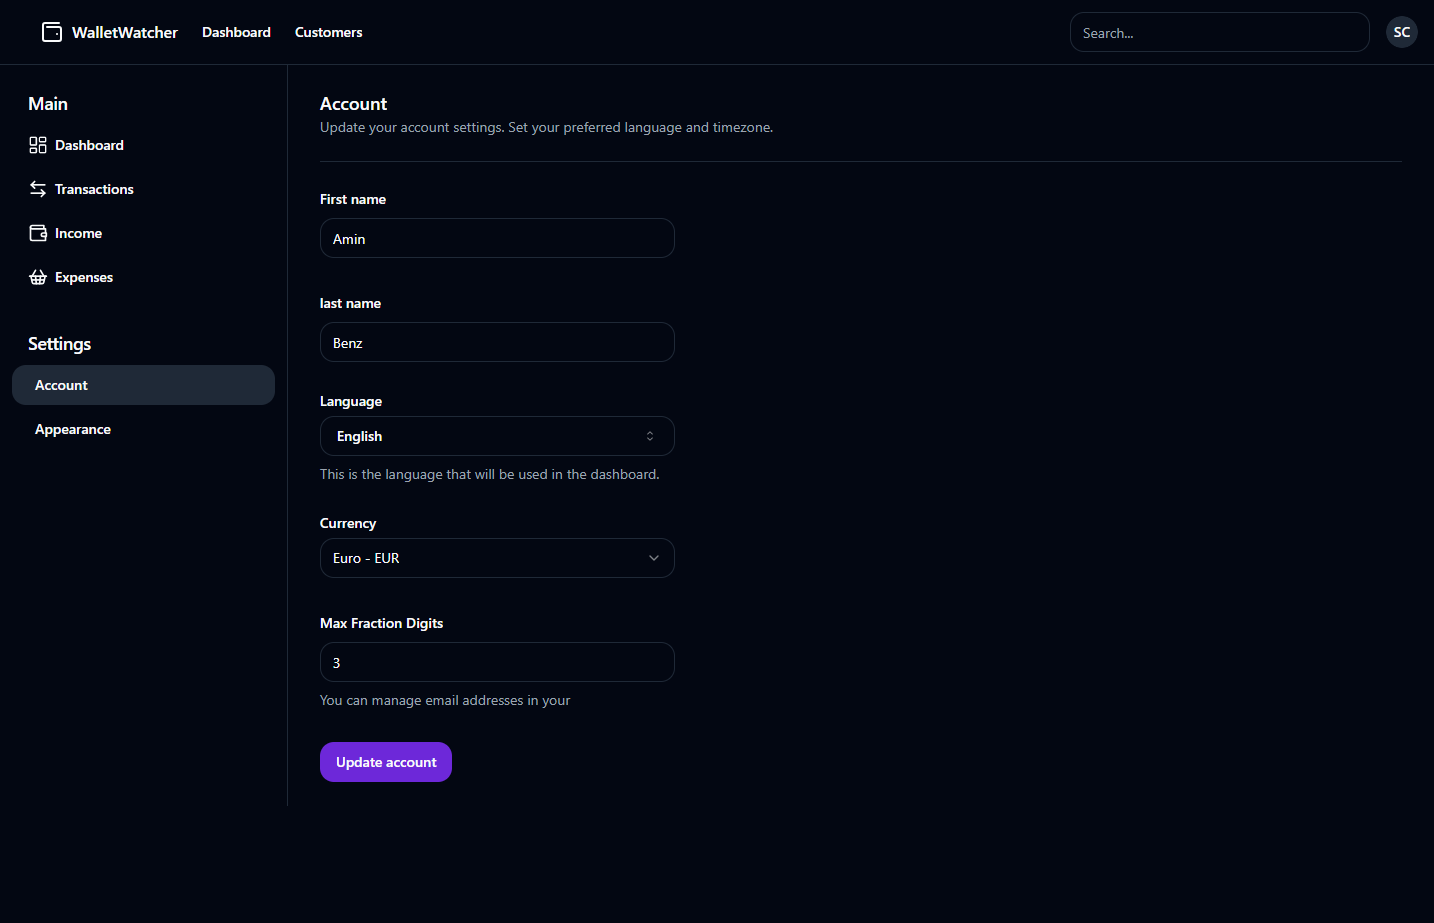 WalletWatcher Dashboard Customers Search... SC
Main
Dashboard
Transactions
Income
Expenses
Settings
Account
Appearance
Account
Update your account settings. Set your preferred language and timezone.
First name
Amin
last name
Benz
Language
English
This is the language that will be used in the dashboard.
Currency
Euro - EUR
Max Fraction Digits
3
You can manage email addresses in your
Update account